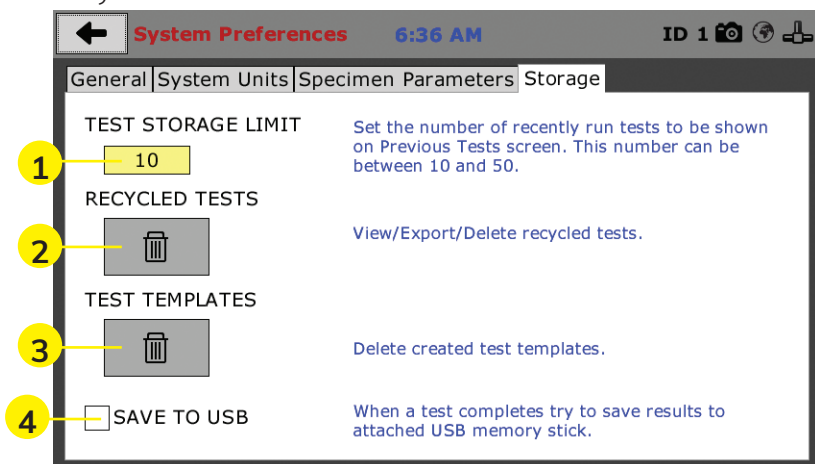 System Preferences 6:36 AM ID 1
General System Units Specimen Parameters Storage
TEST STORAGE LIMIT
Set the number of recently run tests to be shown
on Previous Tests screen. This number can be
between 10 and 50.
1
10
RECYCLED TESTS
2
View/Export/Delete recycled tests.
TEST TEMPLATES
3
Delete created test templates.
4
SAVE TO USB
When a test completes try to save results to
attached USB memory stick.